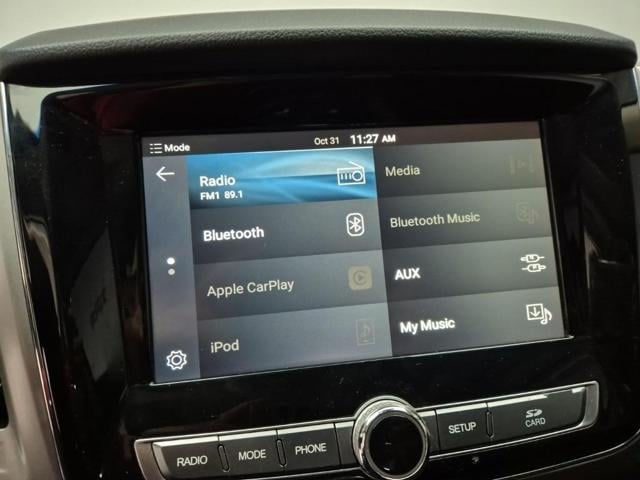 Mode
Oct 31 11:27 AM
Radio
FM1 89.1
Media
Bluetooth
Bluetooth Music
Apple CarPlay
AUX
iPod
My Music
RADIO
MODE
PHONE
SETUP
SD
CARD